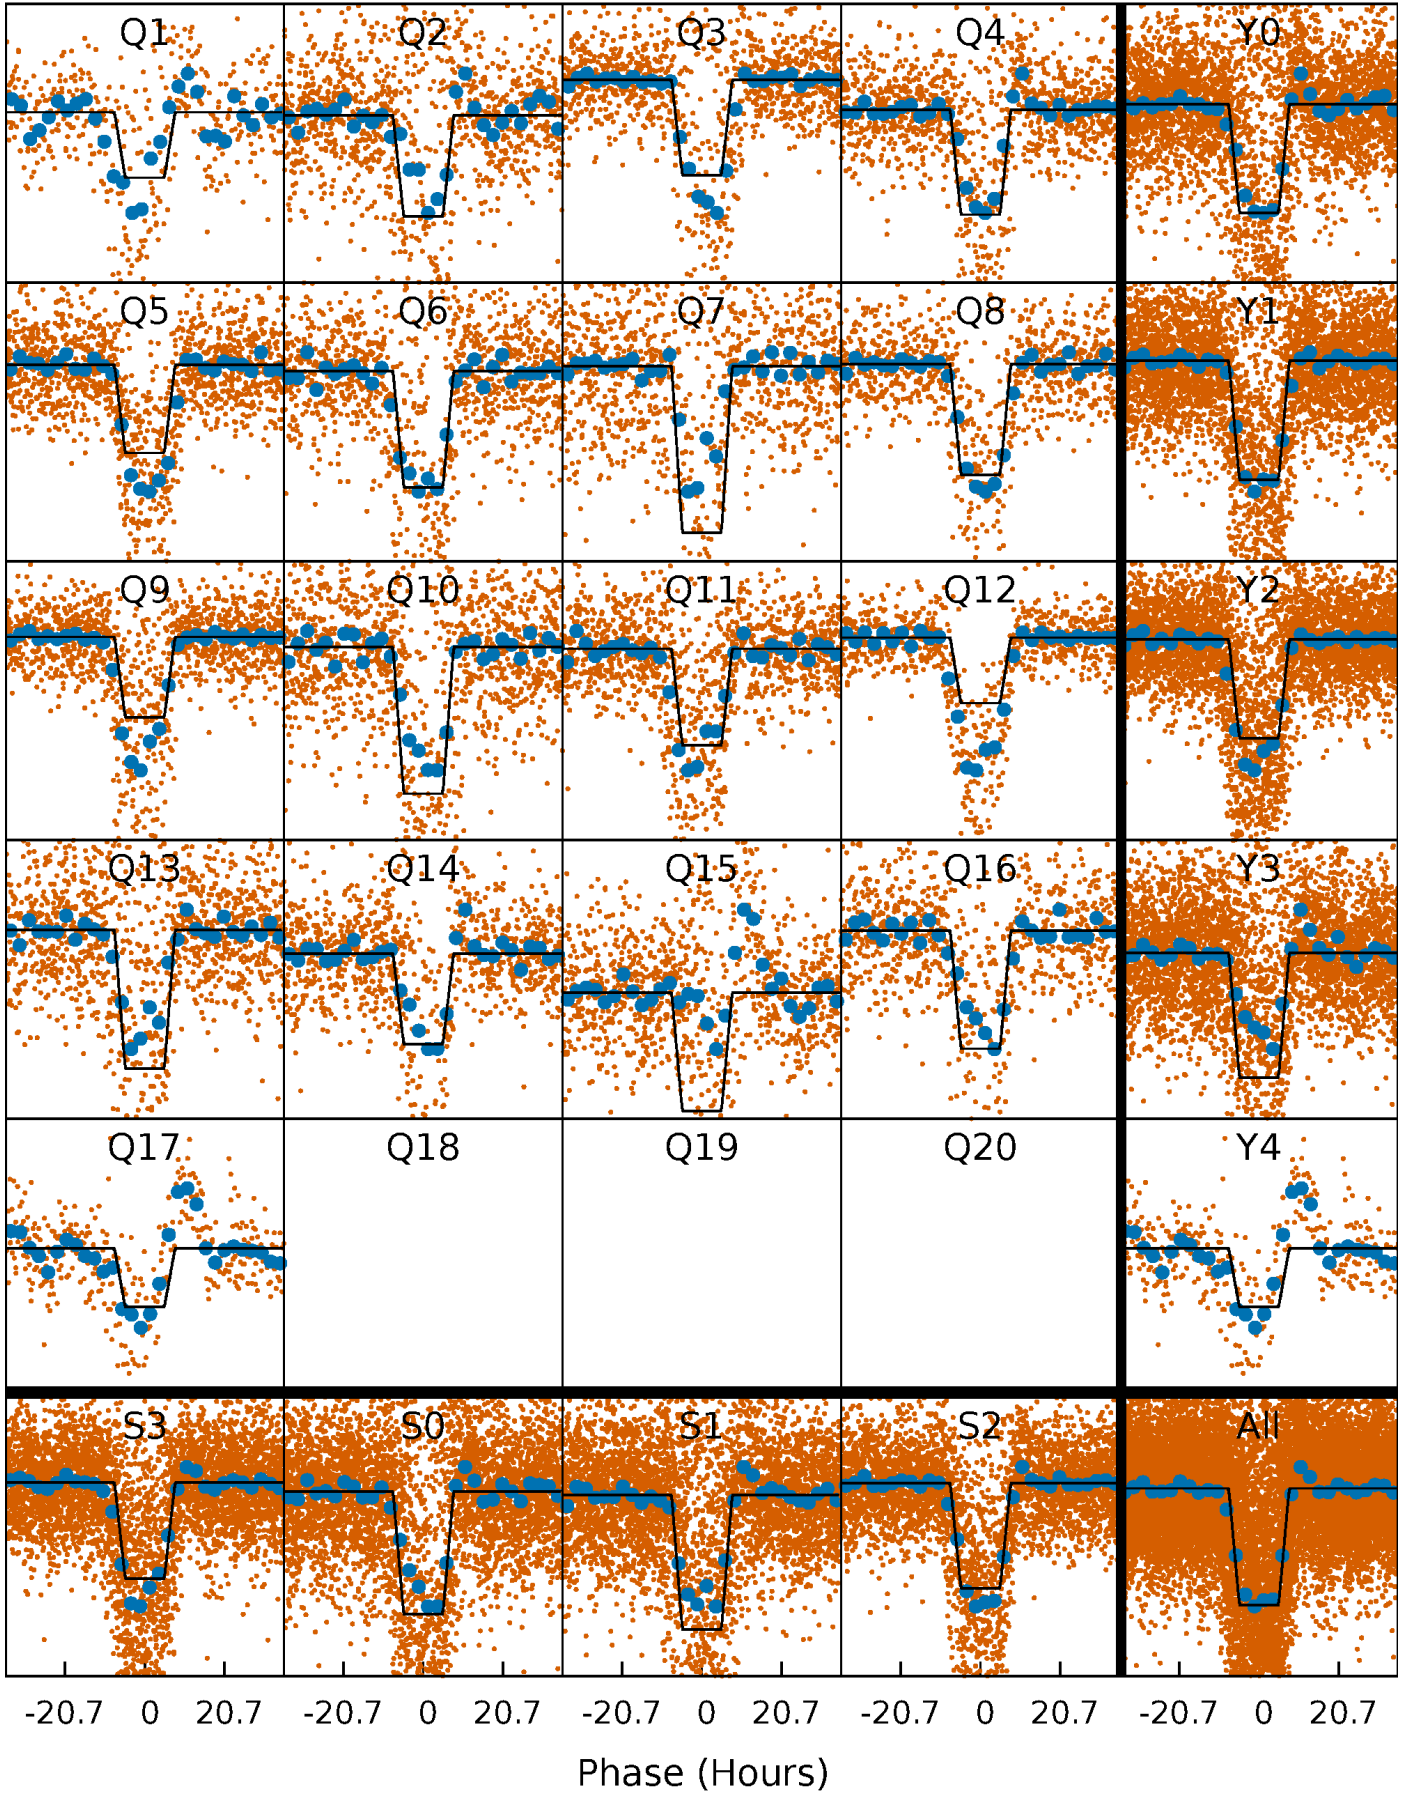 Q1 Q2 Q3 Q4 Y0
Q5 Q6 Q7 Q8 Y1
Q9 Q10 Q11 Q12 Y2
Q13 Q14 Q15 Q16 Y3
Q17 Q18 Q19 Q20 Y4
S3 S0 S1 S2 All
-20.7 0 20.7 -20.7 0 20.7 -20.7 0 20.7 -20.7 0 20.7 -20.7 0 20.7
Phase (Hours)